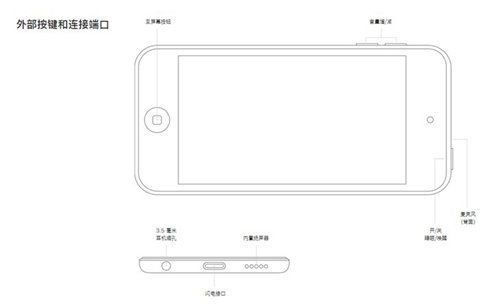 外部按键和连接端口
主屏幕按钮
音量增/减
麦克风
(背面)
开/关
睡眠/唤醒
3.5 毫米
耳机插孔
内置扬声器
闪电接口